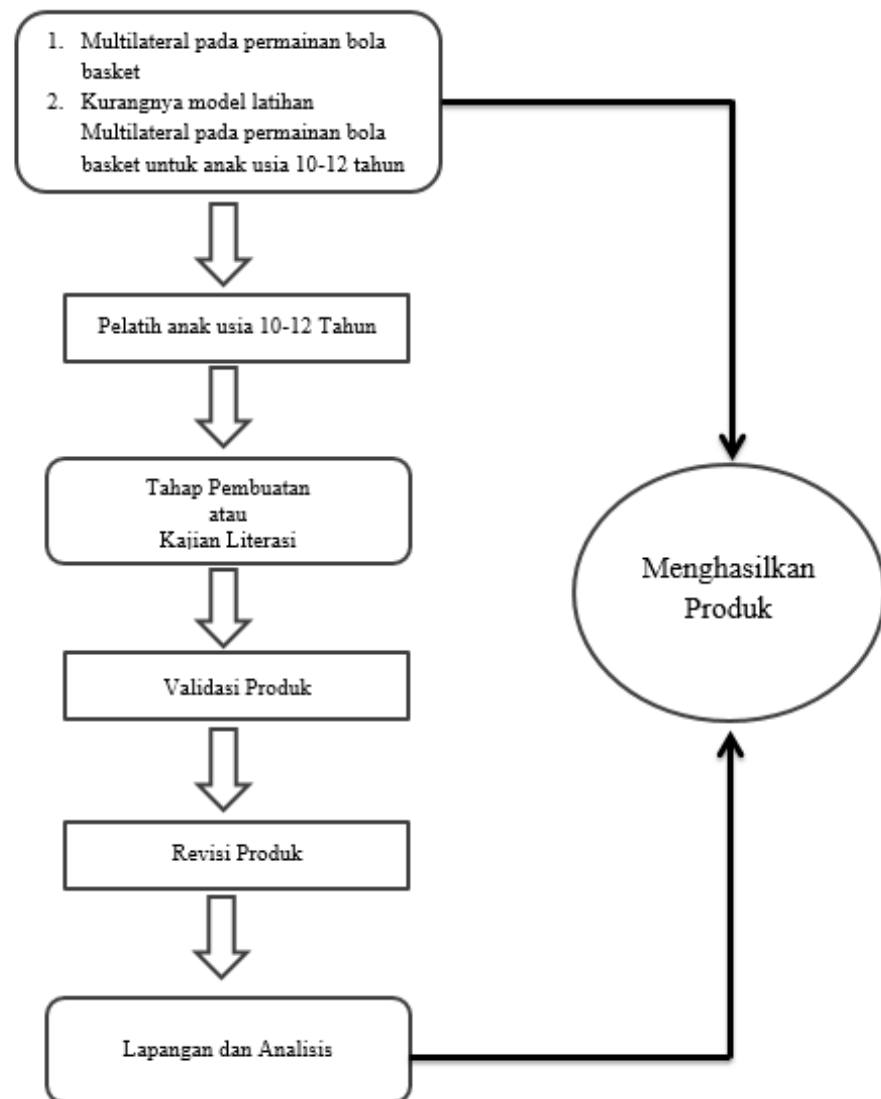 1. Multilateral pada permainan bola
basket
2. Kurangnya model latihan
Multilateral pada permainan bola
basket untuk anak usia 10-12 tahun
Pelatih anak usia 10-12 Tahun
Tahap Pembuatan
atau
Kajian Literasi
Validasi Produk
Revisi Produk
Lapangan dan Analisis
Menghasilkan
Produk